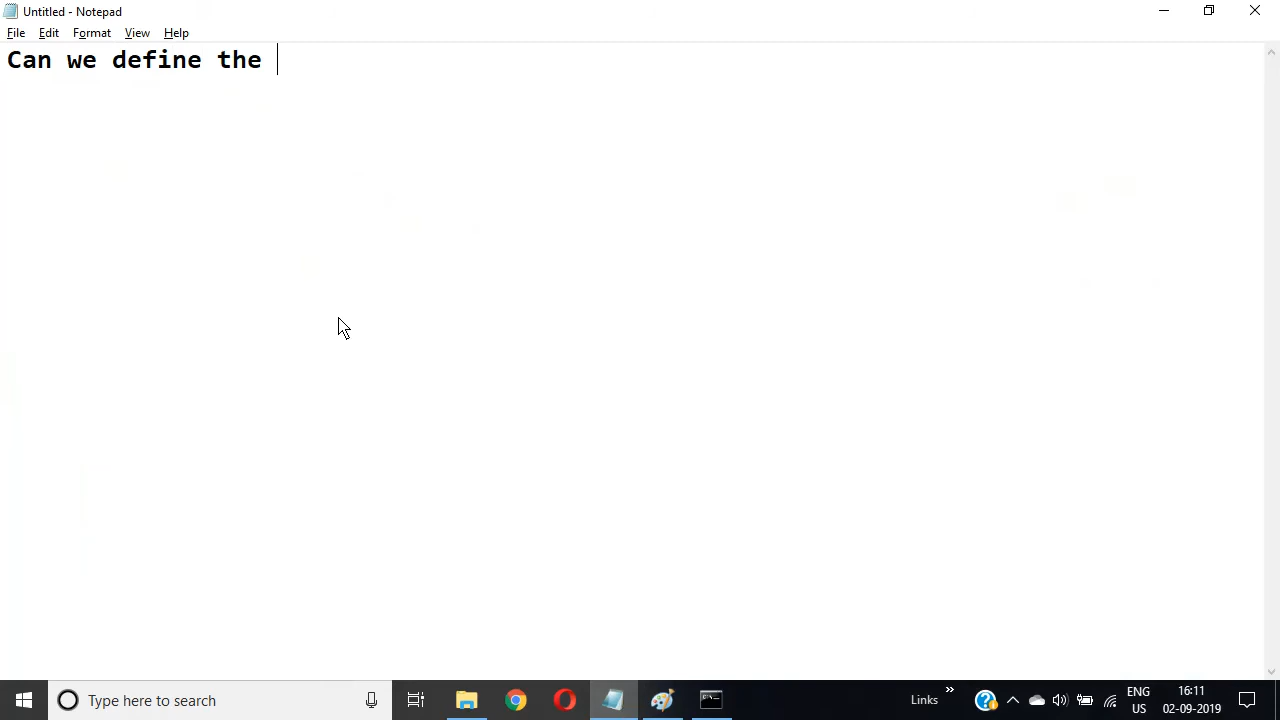 Untitled - Notepad
File Edit Format View Help
Can we define the
Type here to search
Links
ENG
US
16:11
02-09-2019